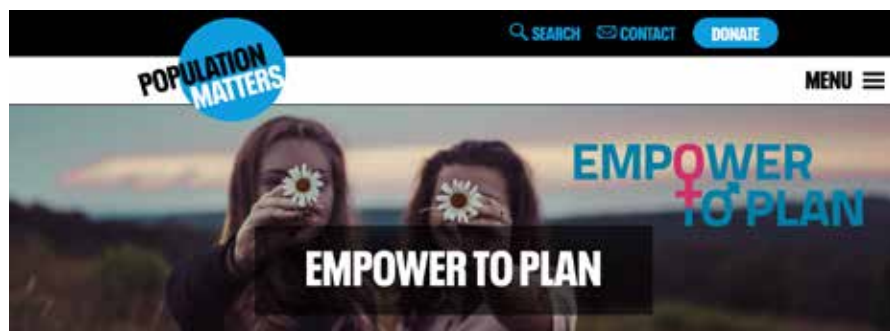 SEARCH CONTACT DONATE
POPULATION
MATTERS
MENU
EMPOWER
TO PLAN
EMPOWER TO PLAN